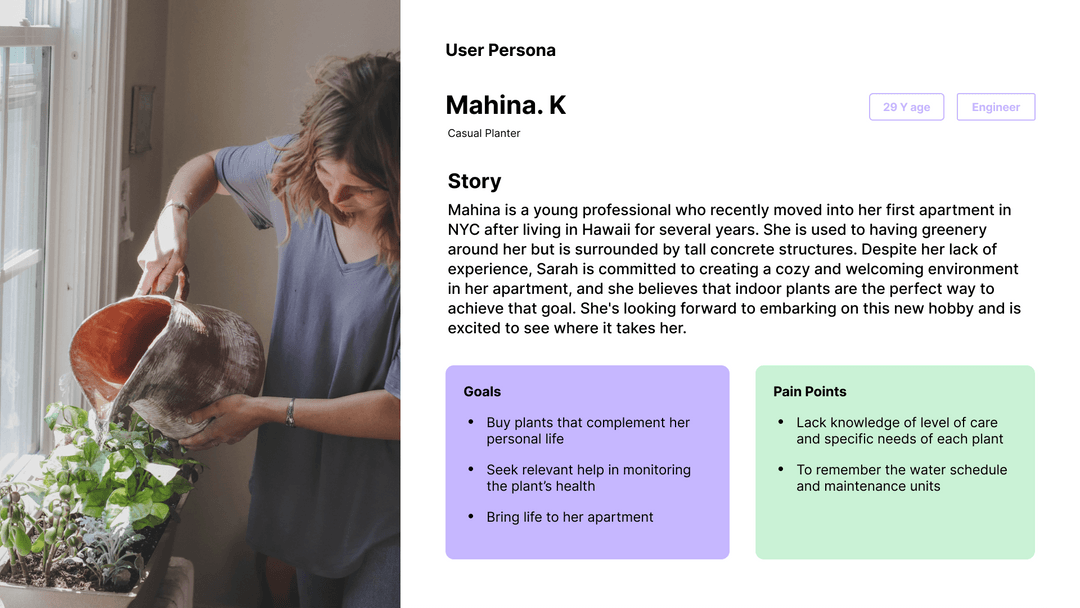 User Persona
Mahina. K
29 Y age
Engineer
Casual Planter
Story
Mahina is a young professional who recently moved into her first apartment in
NYC after living in Hawaii for several years. She is used to having greenery
around her but is surrounded by tall concrete structures. Despite her lack of
experience, Sarah is committed to creating a cozy and welcoming environment
in her apartment, and she believes that indoor plants are the perfect way to
achieve that goal. She's looking forward to embarking on this new hobby and is
excited to see where it takes her.
Goals
• Buy plants that complement her
personal life
• Seek relevant help in monitoring
the plant’s health
• Bring life to her apartment
Pain Points
• Lack knowledge of level of care
and specific needs of each plant
• To remember the water schedule
and maintenance units